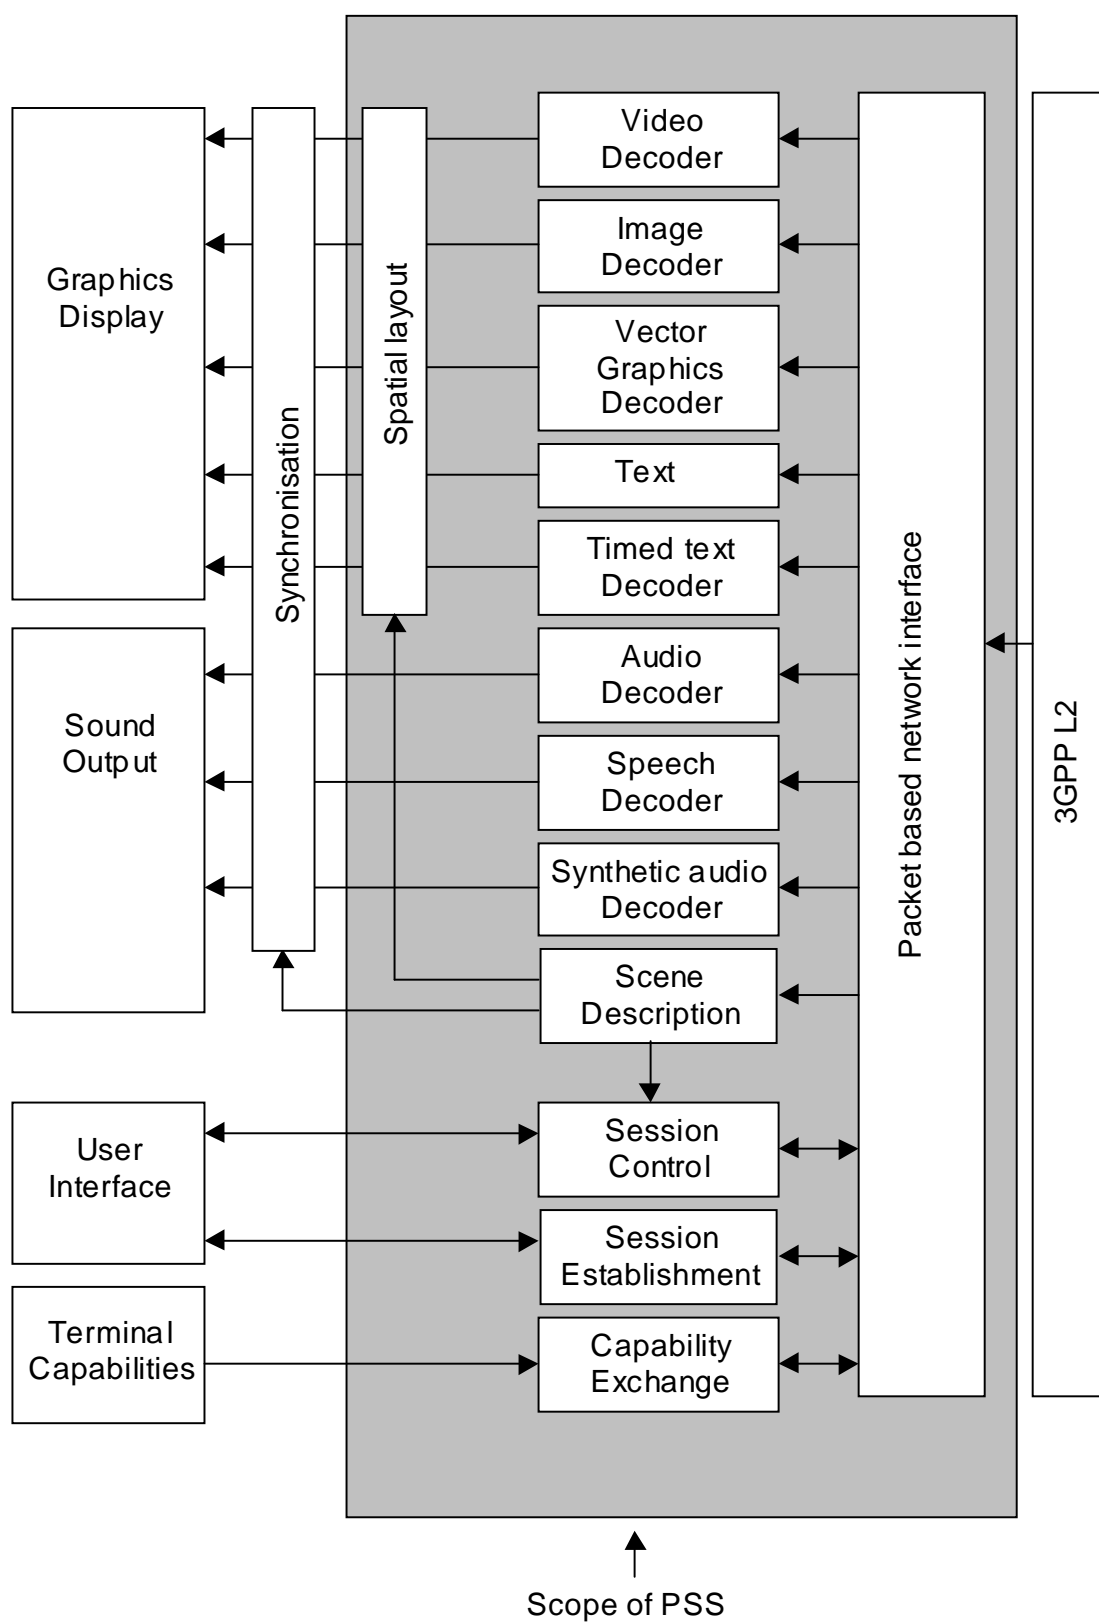 Video
Decoder
Image
Decoder
Vector
Graphics
Decoder
Text
Timed text
Decoder
Audio
Decoder
Speech
Decoder
Synthetic audio
Decoder
Scene
Description
Session
Control
Session
Establishment
Capability
Exchange
Graphics
Display
Sound
Output
User
Interface
Terminal
Capabilities
Synchronisation
Spatial layout
Packet based network interface
3GPP L2
Scope of PSS